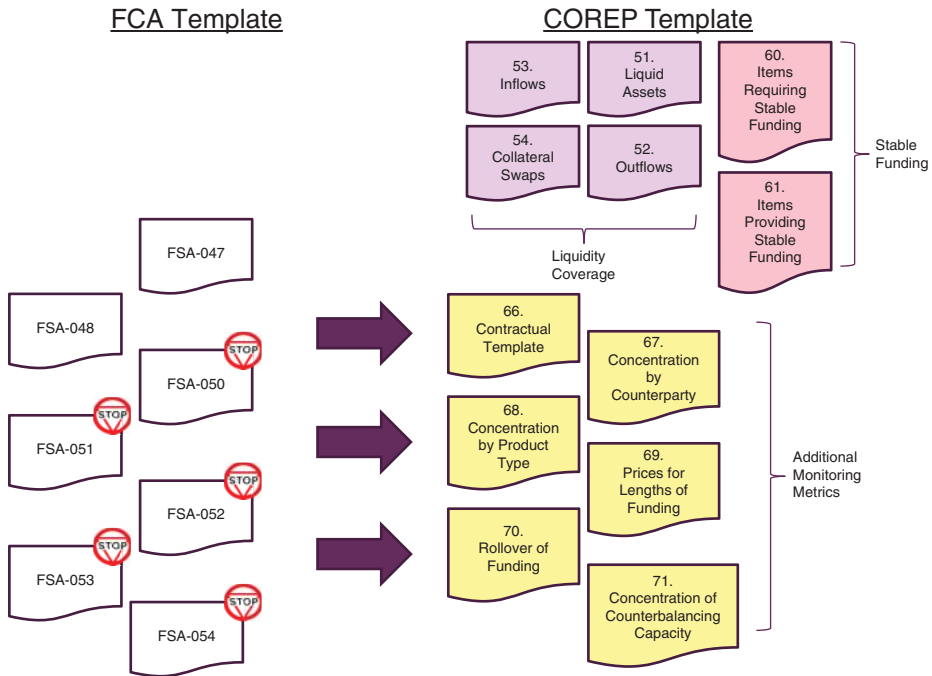 FCA Template
COREP Template
53.
Inflows
51.
Liquid
Assets
60.
Items
Requiring
Stable
Funding
54.
Collateral
Swaps
52.
Outflows
Stable
Funding
61.
Items
Providing
Stable
Funding
Liquidity
Coverage
FSA-047
FSA-048
STOP
FSA-050
STOP
FSA-051
STOP
FSA-052
STOP
FSA-053
STOP
FSA-054
66.
Contractual
Template
67.
Concentration
by
Counterparty
68.
Concentration
by Product
Type
69.
Prices for
Lengths of
Funding
70.
Rollover of
Funding
71.
Concentration of
Counterbalancing
Capacity
Additional
Monitoring
Metrics